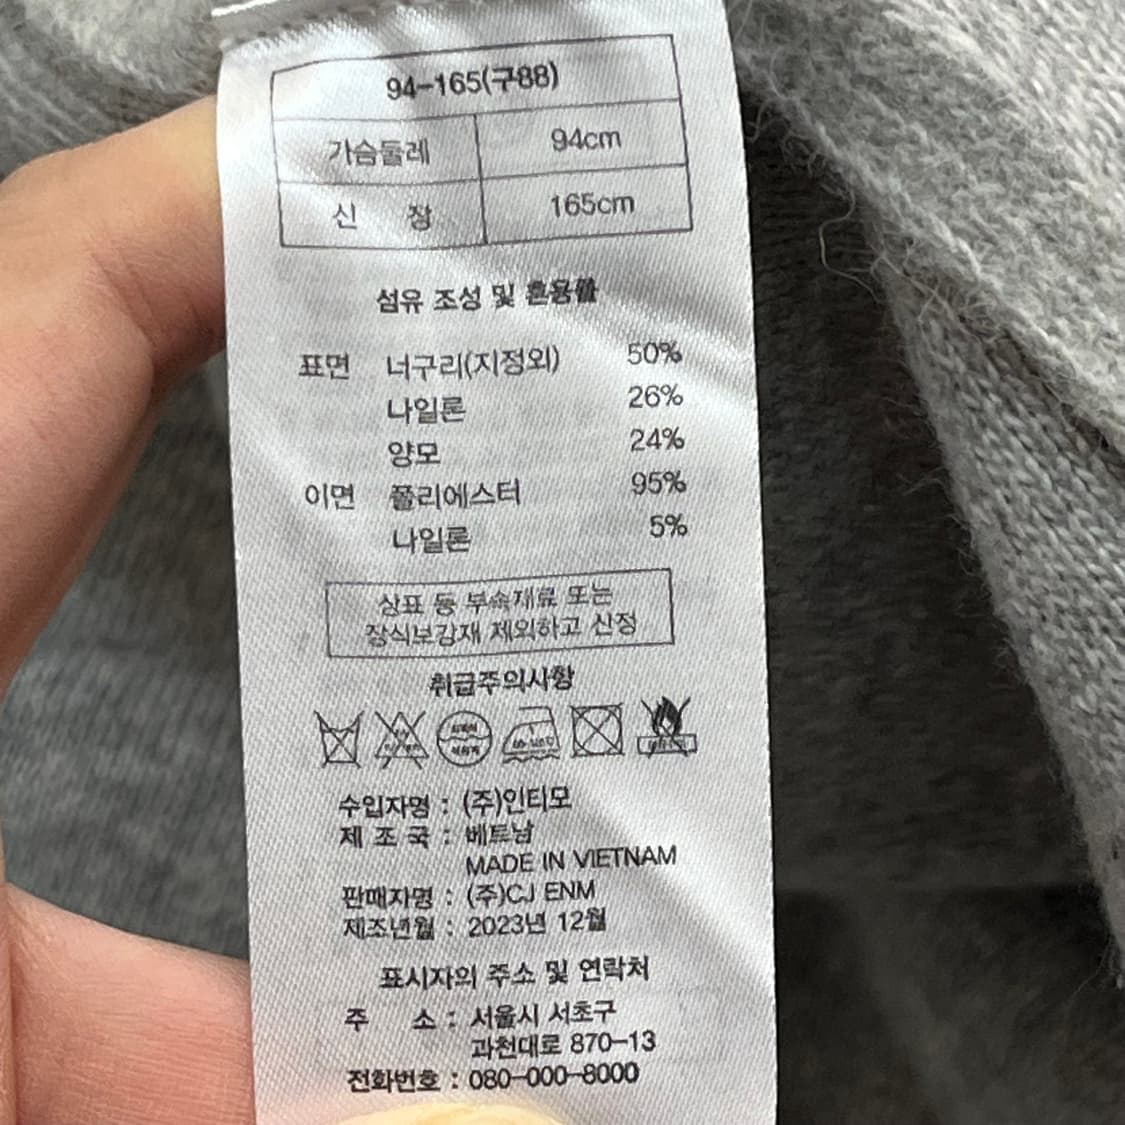 94-165(구88)
가슴둘레 94cm
신 장 165cm
섬유 조성 및 혼용률
표면 너구리(지정외) 50%
나일론 26%
양모 24%
이면 폴리에스터 95%
나일론 5%
상표 등 부속재료 또는
장식보강재 제외하고 산정
취급주의사항
수입자명 : (주)인티모
제 조 국 : 베트남
MADE IN VIETNAM
판매자명 : (주)CJ ENM
제조년월 : 2023년 12월
표시자의 주소 및 연락처
주 소 : 서울시 서초구
과천대로 870-13
전화번호 : 080-000-8000